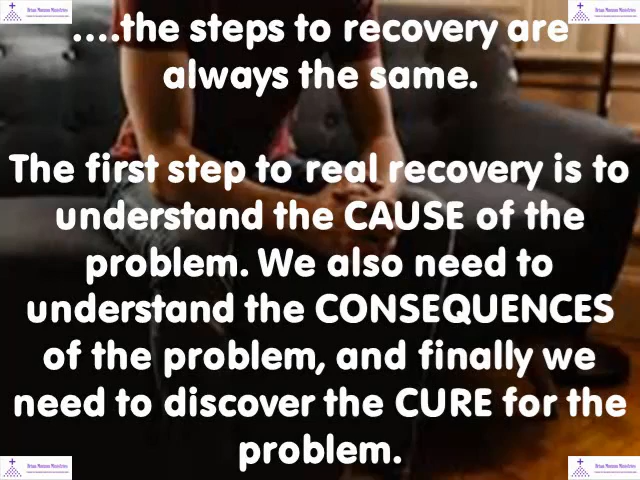 ....the steps to recovery are
always the same.
The first step to real recovery is to
understand the CAUSE of the
problem. We also need to
understand the CONSEQUENCES
of the problem, and finally we
need to discover the CURE for the
problem.